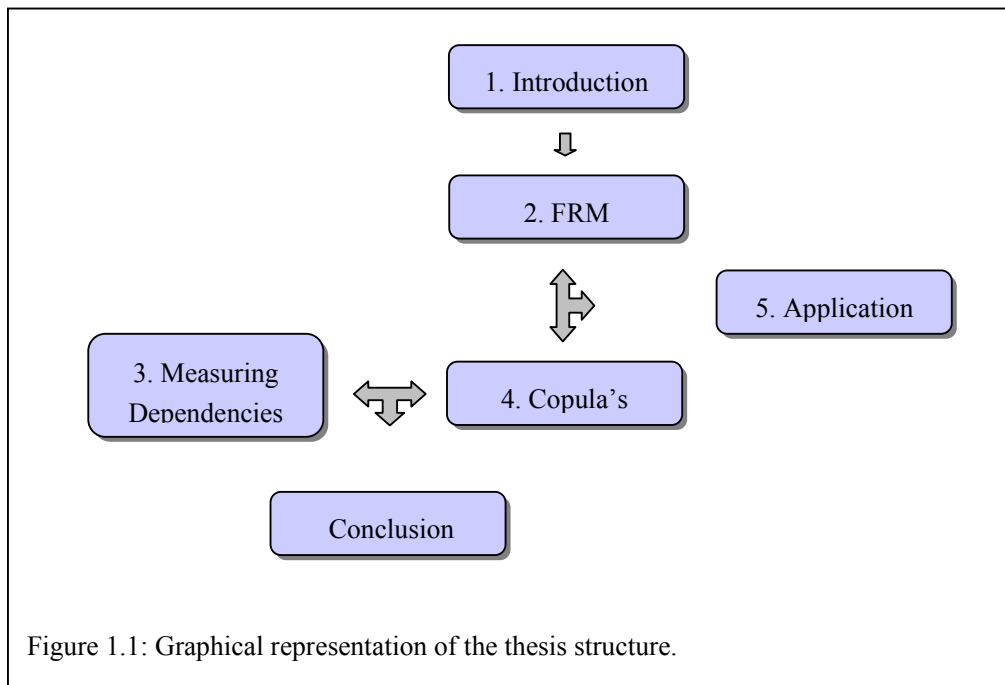 1. Introduction
2. FRM
5. Application
3. Measuring
Dependencies
4. Copula’s
Conclusion
Figure 1.1: Graphical representation of the thesis structure.